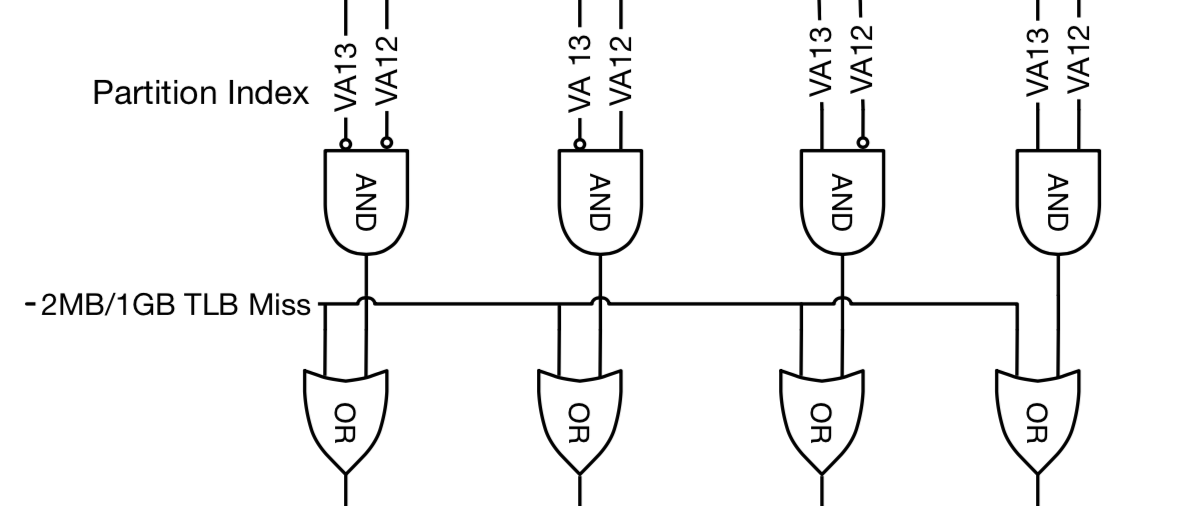 VA13 VA12 VA 13 VA12 VA13 VA12 VA13 VA12
Partition Index
AND AND AND AND
-2MB/1GB TLB Miss
OR OR OR OR